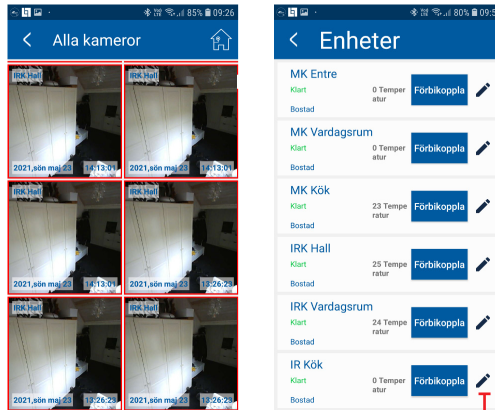 85% 09:26
Alla kameror
IRK Hall IRK Hall
2021,sön maj 23 14:13:01 2021,sön maj 23 14:13:01
IRK Hall IRK Hall
2021,sön maj 23 14:13:01 2021,sön maj 23 13:26:23
IRK Hall IRK Hall
2021,sön maj 23 13:26:23 2021,sön maj 23 13:26:23
80% 09:5
Enheter
MK Entre
Klart
0 Temper
atur
Förbikoppla
Bostad
MK Vardagsrum
Klart
0 Temper
atur
Förbikoppla
Bostad
MK Kök
Klart
23 Tempe
ratur
Förbikoppla
Bostad
IRK Hall
Klart
25 Tempe
ratur
Förbikoppla
Bostad
IRK Vardagsrum
Klart
24 Tempe
ratur
Förbikoppla
Bostad
IR Kök
Klart
0 Temper
atur
Förbikoppla
Bostad